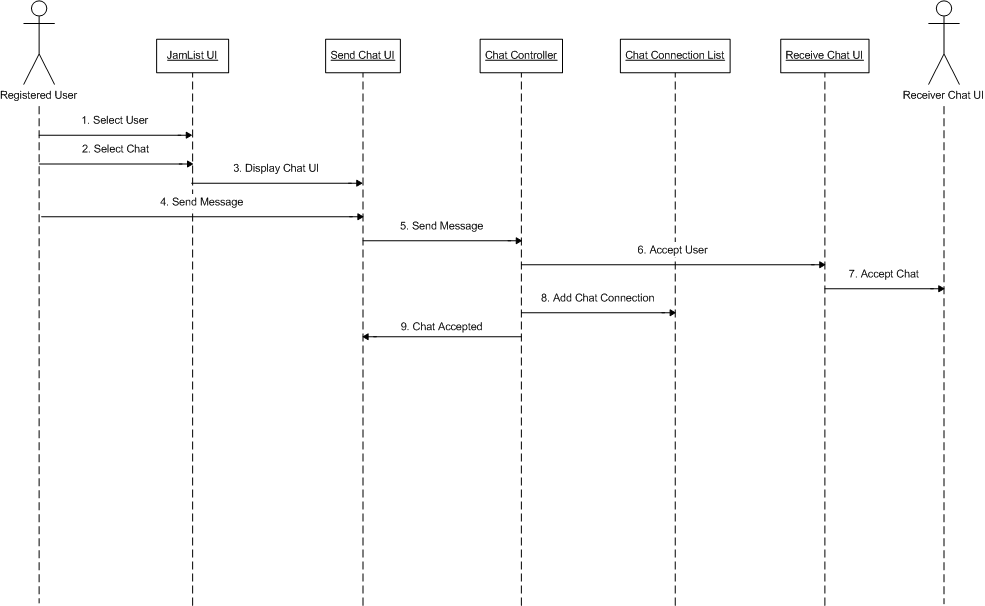 JamList UI
Send Chat UI
Chat Controller
Chat Connection List
Receive Chat UI
Registered User
Receiver Chat UI
1. Select User
2. Select Chat
3. Display Chat UI
4. Send Message
5. Send Message
6. Accept User
7. Accept Chat
8. Add Chat Connection
9. Chat Accepted